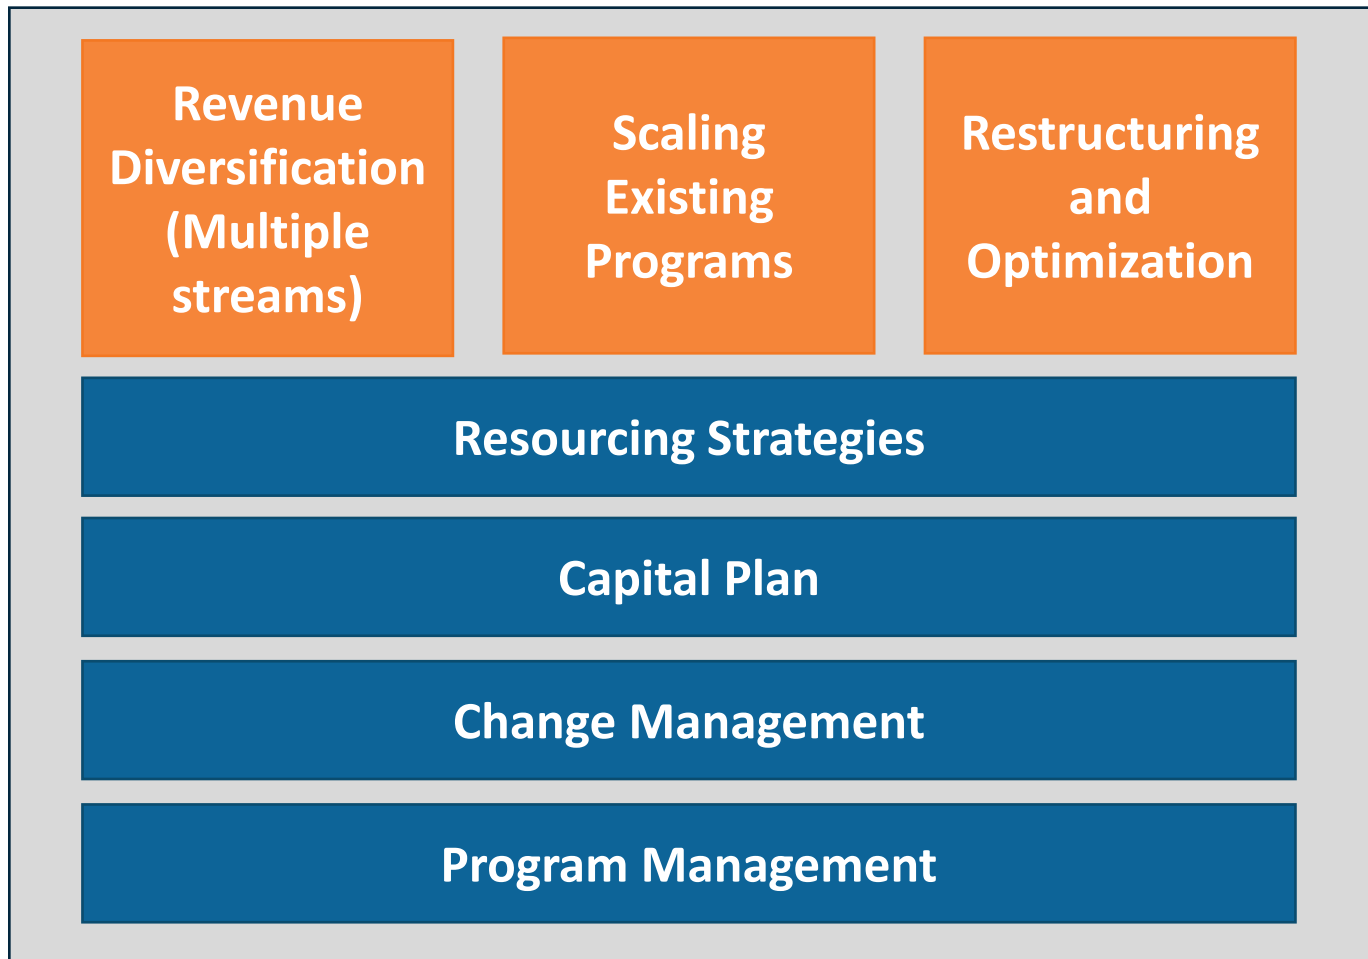 Revenue
Diversification
(Multiple
streams)
Scaling
Existing
Programs
Restructuring
and
Optimization
Resourcing Strategies
Capital Plan
Change Management
Program Management